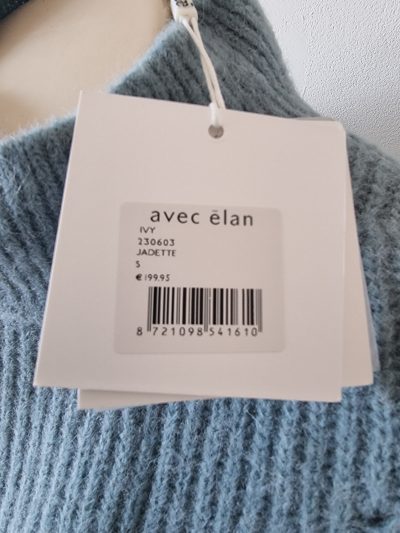 avec ēlan
IVY
230603
JADETTE
S
€ 199.95
8 721098 541610